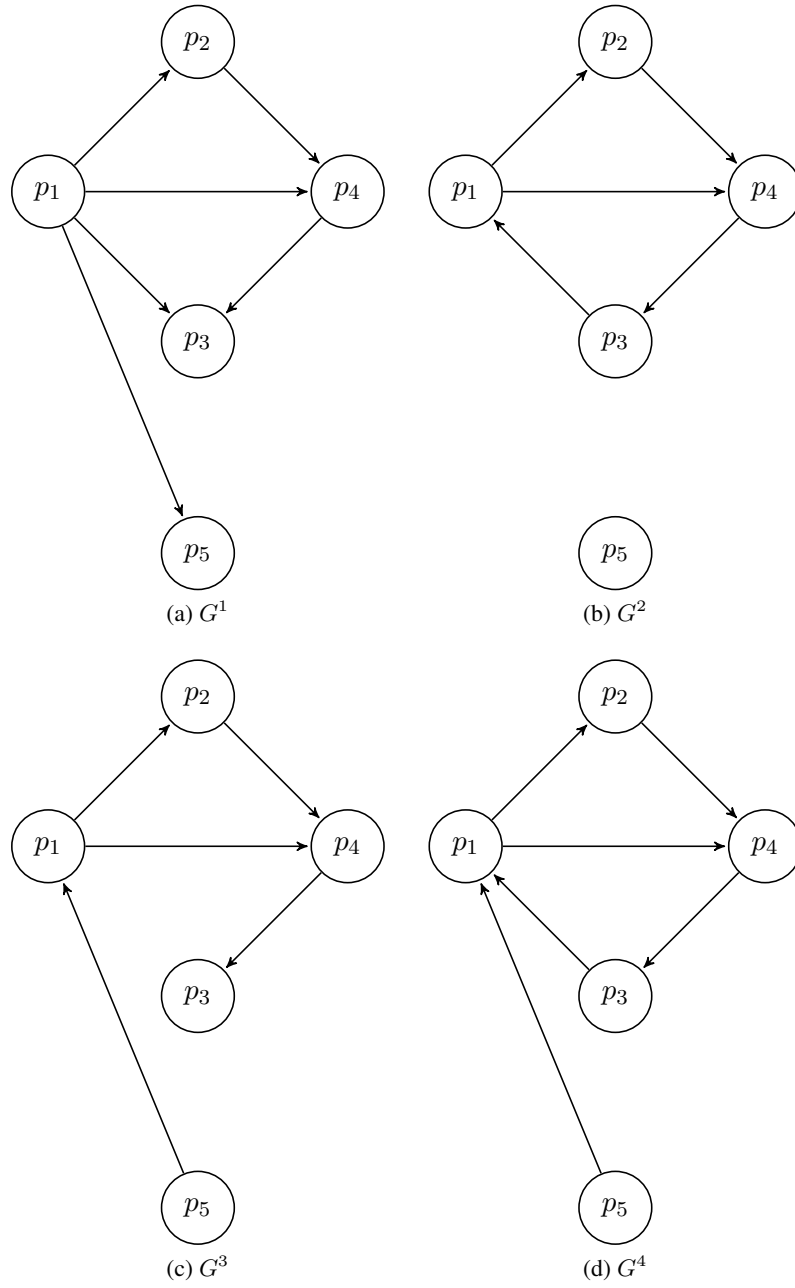 p₂
p₂
p₁
p₄
p₁
p₄
p₃
p₃
p₅
p₅
(a) G¹
(b) G²
p₂
p₂
p₁
p₄
p₁
p₄
p₃
p₃
p₅
p₅
(c) G³
(d) G⁴